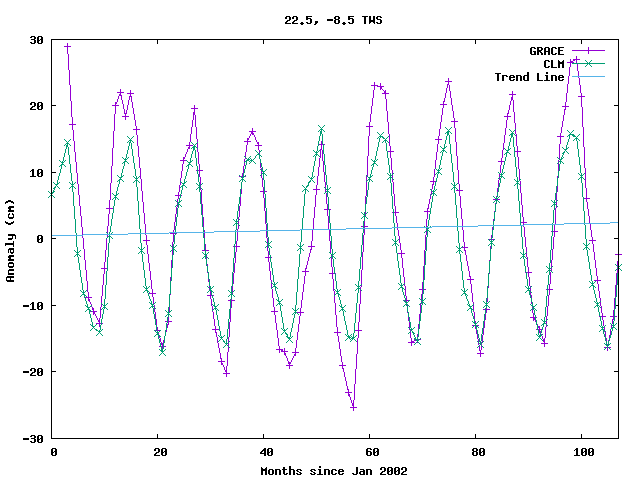 22.5, -8.5 TWS
GRACE
CLM
Trend Line
30
20
10
0
-10
-20
-30
Anomaly (cm)
0 20 40 60 80 100
Months since Jan 2002